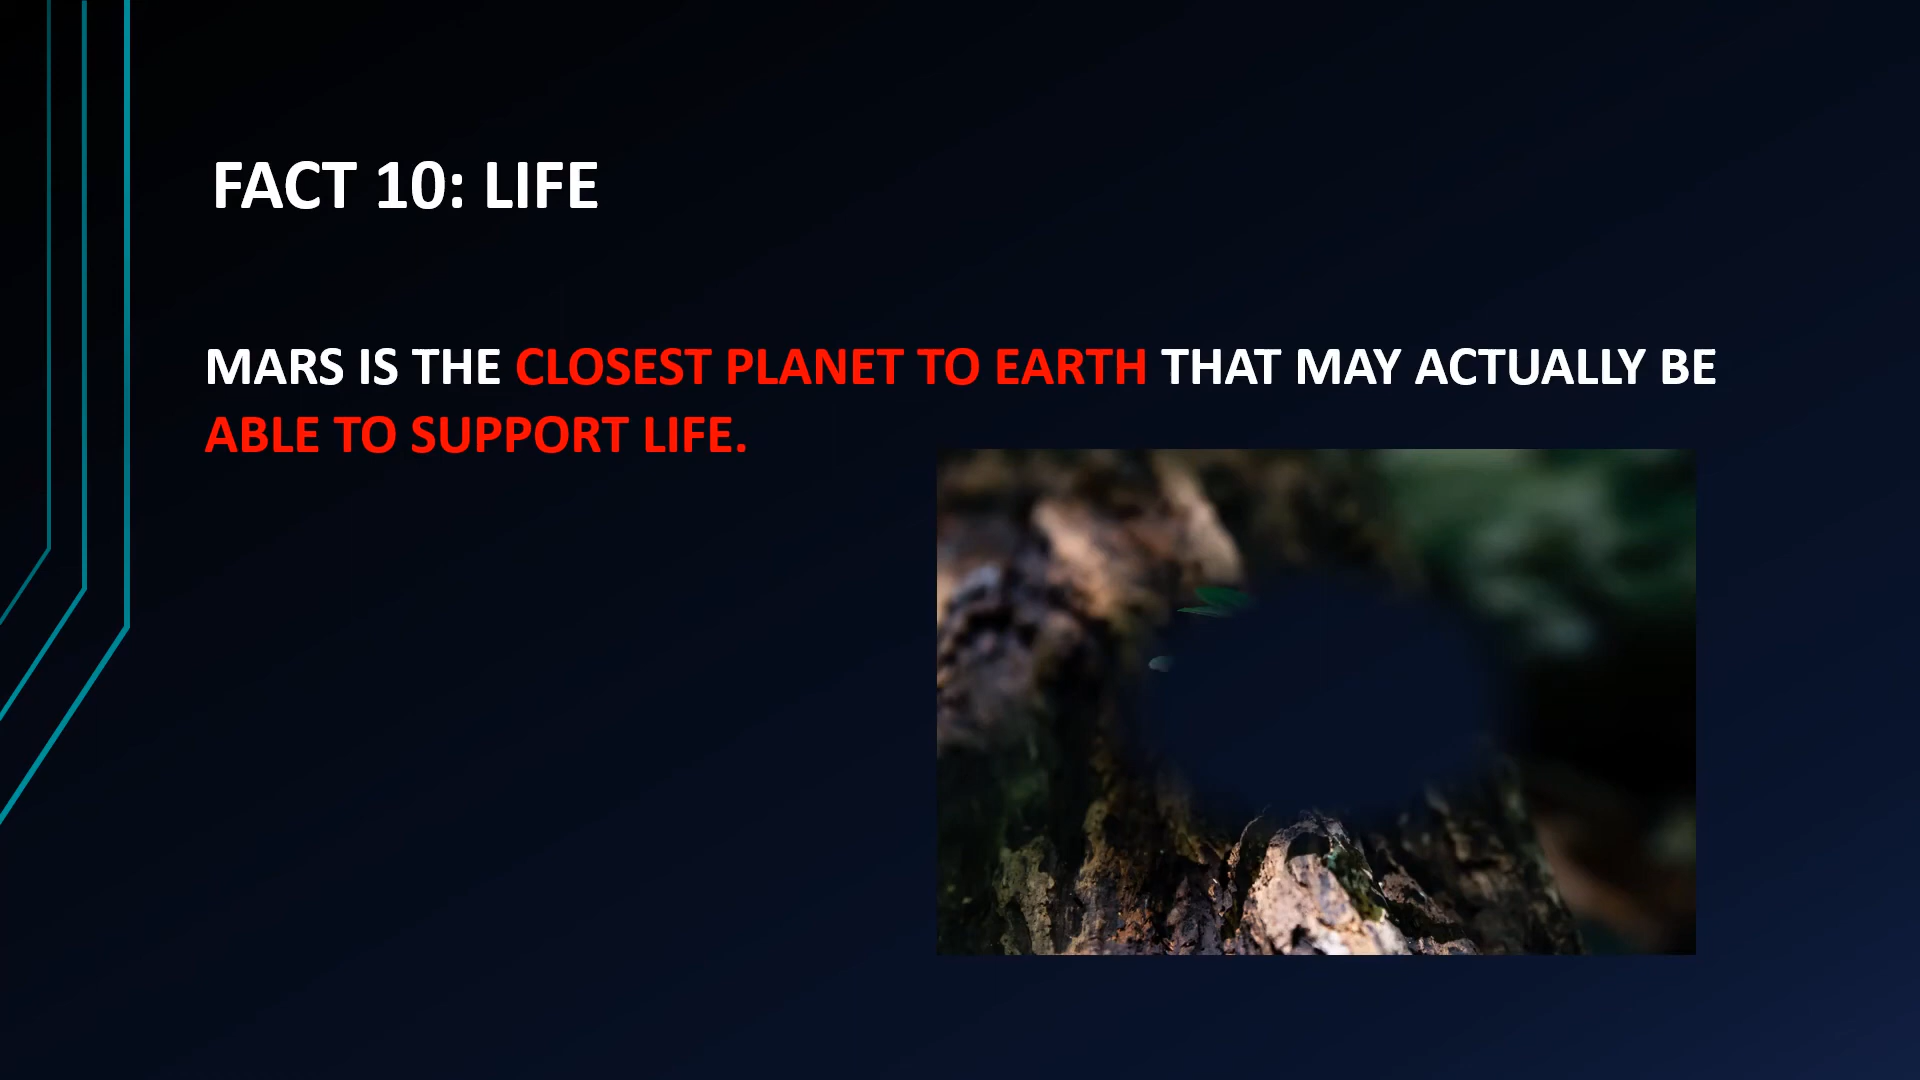 FACT 10: LIFE
MARS IS THE CLOSEST PLANET TO EARTH THAT MAY ACTUALLY BE
ABLE TO SUPPORT LIFE.